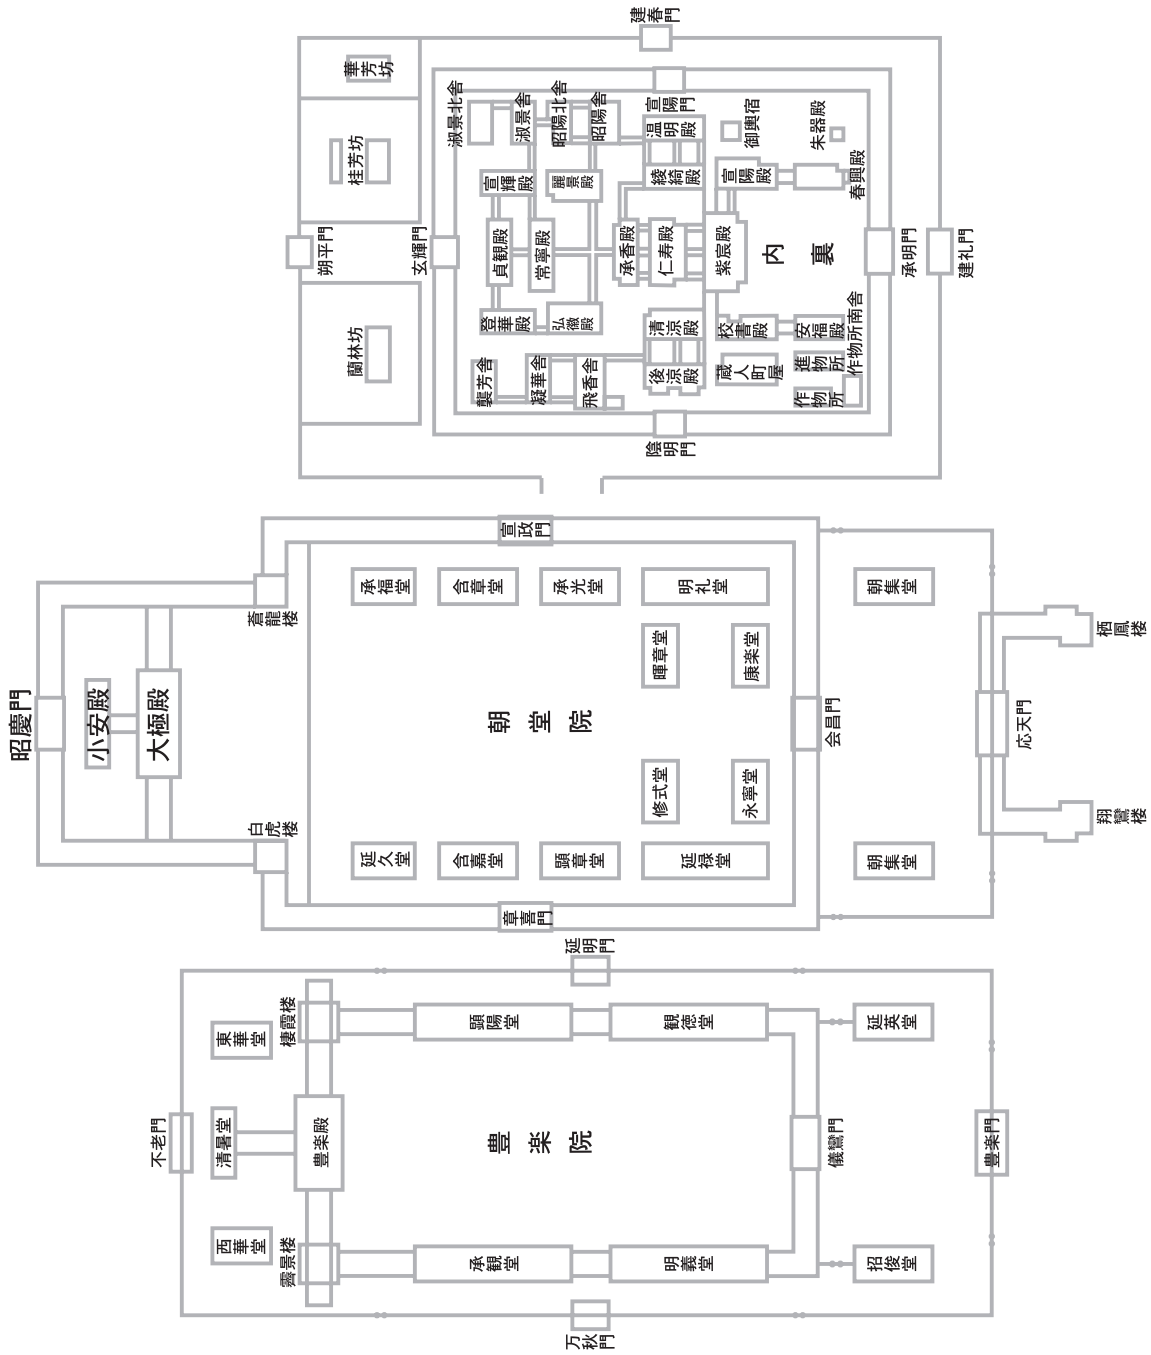 建春門
華芳坊
桂芳坊
朔平門
蘭林坊
玄輝門
宣陽門
淑景北舎
淑景舎
昭陽北舎
昭陽舎
温明殿
御輿宿
朱器殿
宣輝殿
麗景殿
綾綺殿
宣陽殿
春興殿
貞観殿
常寧殿
承香殿
仁寿殿
紫宸殿
内裏
承明門
建礼門
登華殿
弘徽殿
清涼殿
校書殿
安福殿
作物所南舎
襲芳舎
凝華舎
飛香舎
後涼殿
蔵人町屋
進物所
作物所
陰明門
宣政門
承福堂
含章堂
承光堂
明礼堂
朝集堂
蒼龍楼
栖鳳楼
暉章堂
康楽堂
昭慶門
小安殿
大極殿
朝堂院
会昌門
応天門
修式堂
永寧堂
白虎楼
翔鸞楼
延久堂
含嘉堂
顕章堂
延禄堂
朝集堂
章喜門
延明門
東華堂
棲霞楼
顕陽堂
観徳堂
延英堂
不老門
清暑堂
豊楽殿
豊楽院
儀鸞門
豊楽門
西華堂
霽景楼
承観堂
明義堂
招俊堂
万秋門